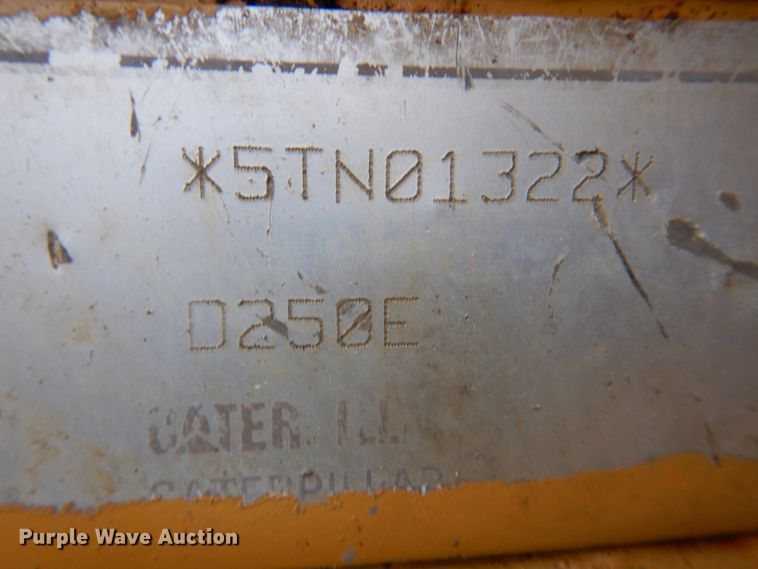 *5TN01322*
D250E
CATER
Purple Wave Auction